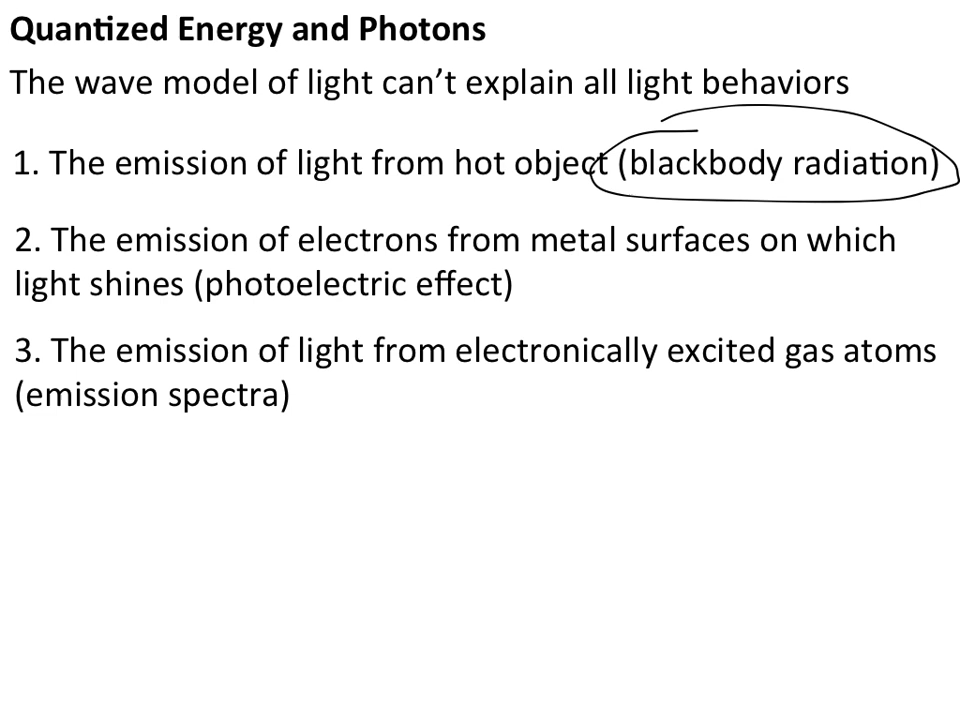 Quantized Energy and Photons
The wave model of light can’t explain all light behaviors
1. The emission of light from hot object (blackbody radiation)
2. The emission of electrons from metal surfaces on which
light shines (photoelectric effect)
3. The emission of light from electronically excited gas atoms
(emission spectra)